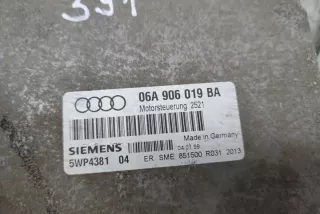 391
06A 906 019 BA
Motorsteuerung 2521
Made in Germany
SIEMENS
04.01.99
5WP4381 04
ER. SME 851500 R031 2013